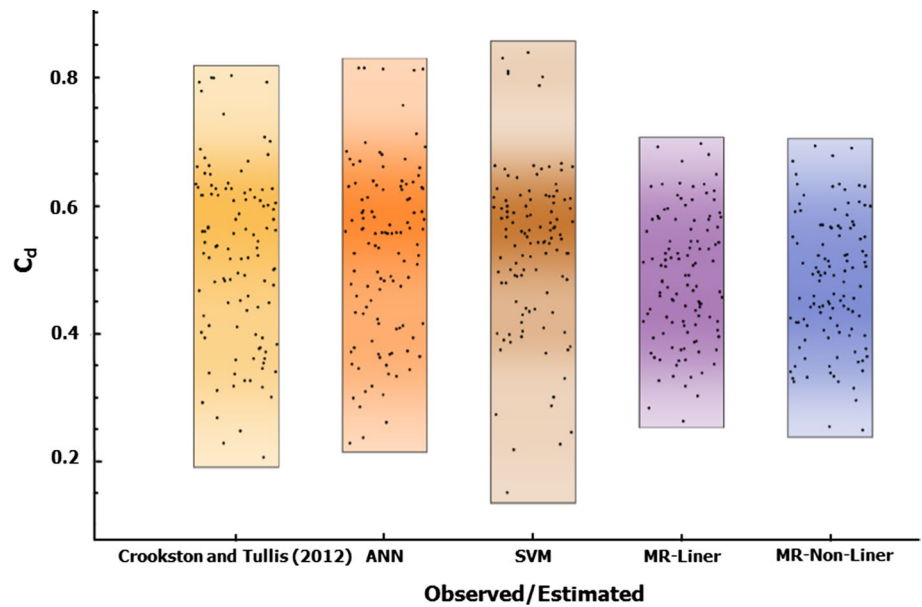 0.8
0.6
0.4
0.2
C_d
Crookston and Tullis (2012) ANN SVM MR-Liner MR-Non-Liner
Observed/Estimated